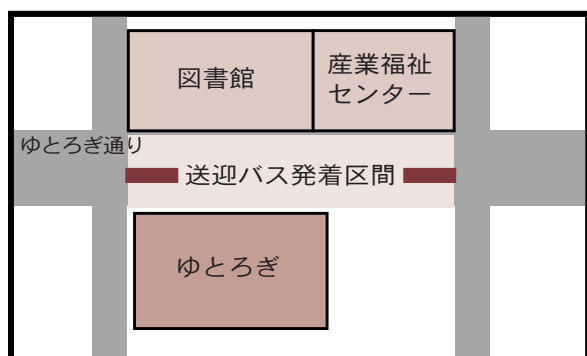 図書館
産業福祉
センター
ゆとろぎ通り
送迎バス発着区間
ゆとろぎ